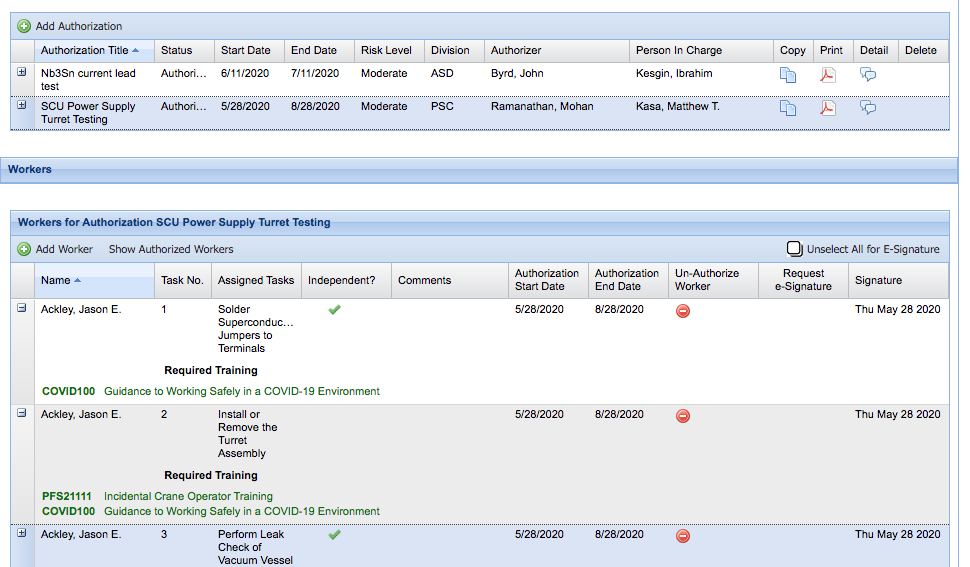 Add Authorization
Authorization Title Status Start Date End Date Risk Level Division Authorizer Person In Charge Copy Print Detail Delete
Nb3Sn current lead Authori... 6/11/2020 7/11/2020 Moderate ASD Byrd, John Kesgin, Ibrahim
test
SCU Power Supply Authori... 5/28/2020 8/28/2020 Moderate PSC Ramanathan, Mohan Kasa, Matthew T.
Turret Testing
Workers
Workers for Authorization SCU Power Supply Turret Testing
Add Worker Show Authorized Workers Unselect All for E-Signature
Name Task No. Assigned Tasks Independent? Comments Authorization Authorization Un-Authorize Request Signature
Start Date End Date Worker e-Signature
Ackley, Jason E. 1 Solder 5/28/2020 8/28/2020 Thu May 28 2020
Superconduc...
Jumpers to
Terminals
Required Training
COVID100 Guidance to Working Safely in a COVID-19 Environment
Ackley, Jason E. 2 Install or 5/28/2020 8/28/2020 Thu May 28 2020
Remove the
Turret
Assembly
Required Training
PFS21111 Incidental Crane Operator Training
COVID100 Guidance to Working Safely in a COVID-19 Environment
Ackley, Jason E. 3 Perform Leak 5/28/2020 8/28/2020 Thu May 28 2020
Check of
Vacuum Vessel